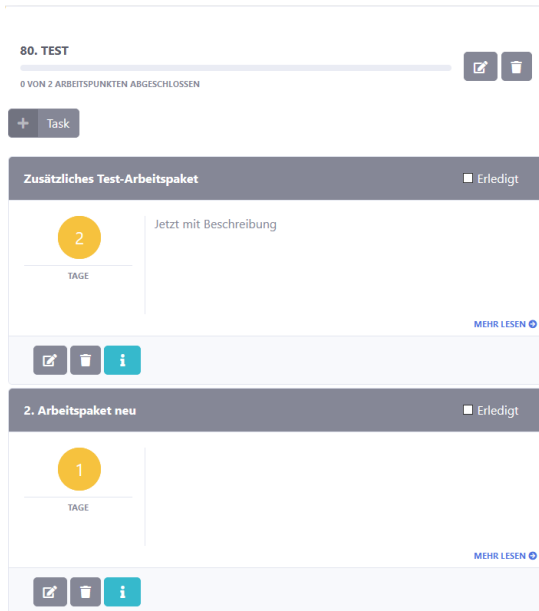 80. TEST
0 VON 2 ARBEITSPUNKTEN ABGESCHLOSSEN
+ Task
Zusätzliches Test-Arbeitspaket
Erledigt
2
Jetzt mit Beschreibung
TAGE
MEHR LESEN
2. Arbeitspaket neu
Erledigt
1
TAGE
MEHR LESEN